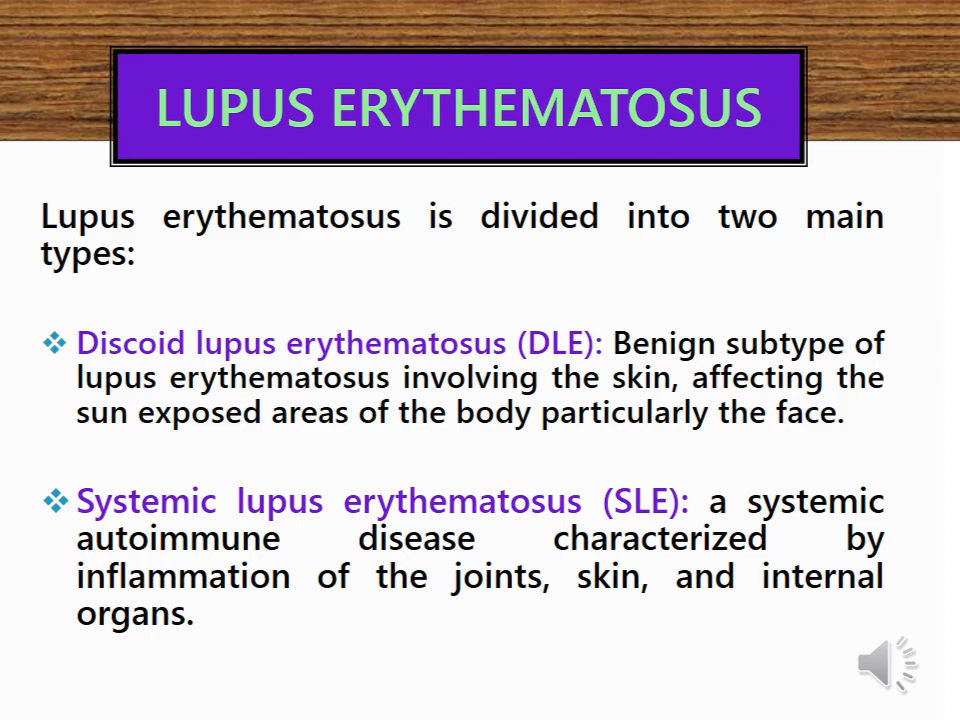 LUPUS ERYTHEMATOSUS
Lupus erythematosus is divided into two main
types:
Discoid lupus erythematosus (DLE): Benign subtype of
lupus erythematosus involving the skin, affecting the
sun exposed areas of the body particularly the face.
Systemic lupus erythematosus (SLE): a systemic
autoimmune disease characterized by
inflammation of the joints, skin, and internal
organs.